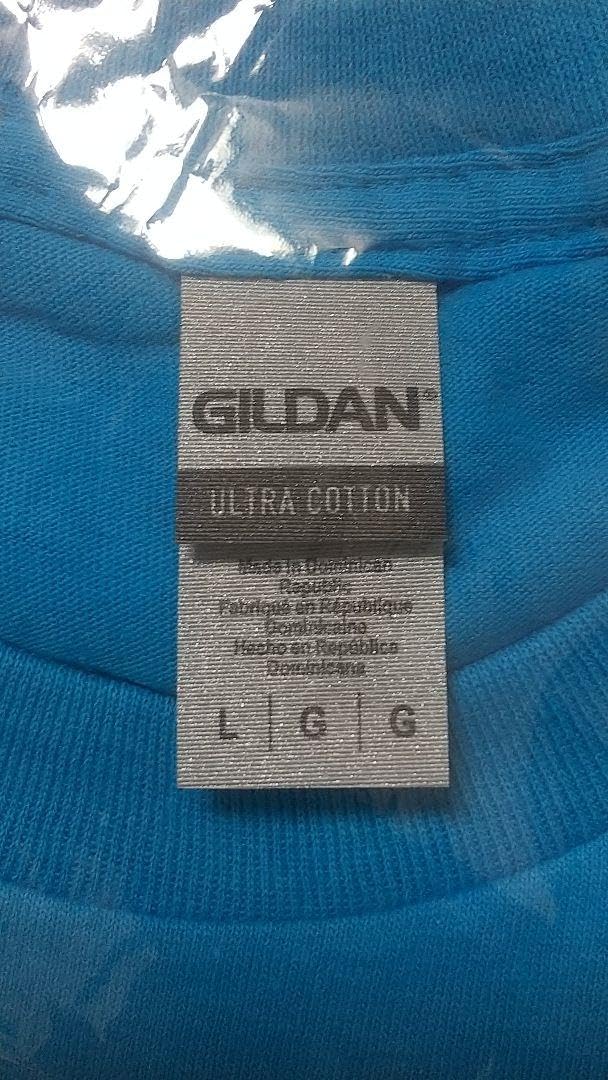 GILDAN®
ULTRA COTTON
Made in Dominican
Republic
Fabriqué en République
Dominicaine
Hecho en República
Dominicana
L | G | G